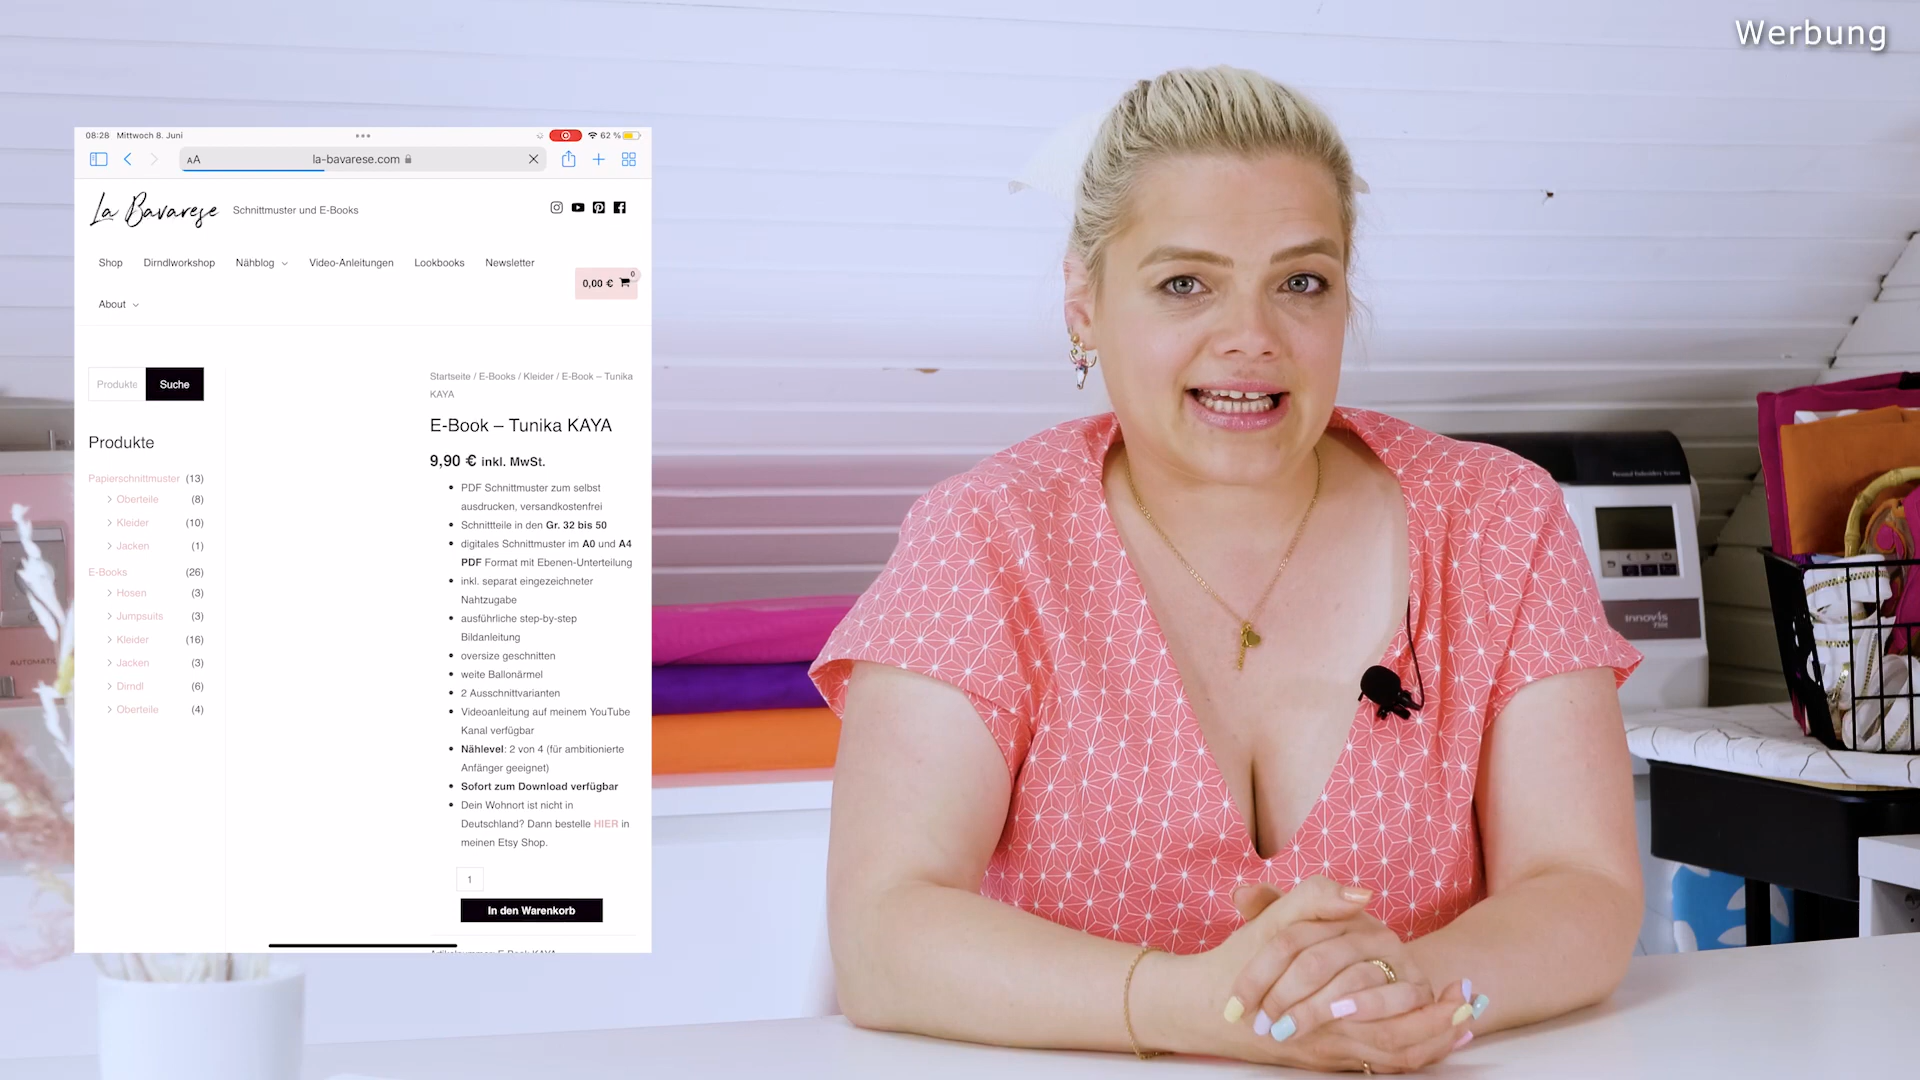 Werbung
08:28 Mittwoch 8. Juni
62 %
AA
la-bavarese.com
La Bavarese
Schnittmuster und E-Books
Shop
Dirndlworkshop
Nähblog
Video-Anleitungen
Lookbooks
Newsletter
0,00 €
0
About
Produkte
Suche
Startseite / E-Books / Kleider / E-Book – Tunika
KAYA
E-Book – Tunika KAYA
9,90 € inkl. MwSt.
Produkte
Papierschnittmuster (13)
Oberteile (8)
Kleider (10)
Jacken (1)
E-Books (26)
Hosen (3)
Jumpsuits (3)
Kleider (16)
Jacken (3)
Dirndl (6)
Oberteile (4)
PDF Schnittmuster zum selbst
ausdrucken, versandkostenfrei
Schnittteile in den Gr. 32 bis 50
digitales Schnittmuster im A0 und A4
PDF Format mit Ebenen-Unterteilung
inkl. separat eingezeichneter
Nahtzugabe
ausführliche step-by-step
Bildanleitung
oversize geschnitten
weite Ballonärmel
2 Ausschnittvarianten
Videoanleitung auf meinem YouTube
Kanal verfügbar
Nählevel: 2 von 4 (für ambitionierte
Anfänger geeignet)
Sofort zum Download verfügbar
Dein Wohnort ist nicht in
Deutschland? Dann bestelle HIER in
meinen Etsy Shop.
1
In den Warenkorb
Artikelnummer: E-Book KAYA
AUTOMATIC
Personal Embroidery System
innovis